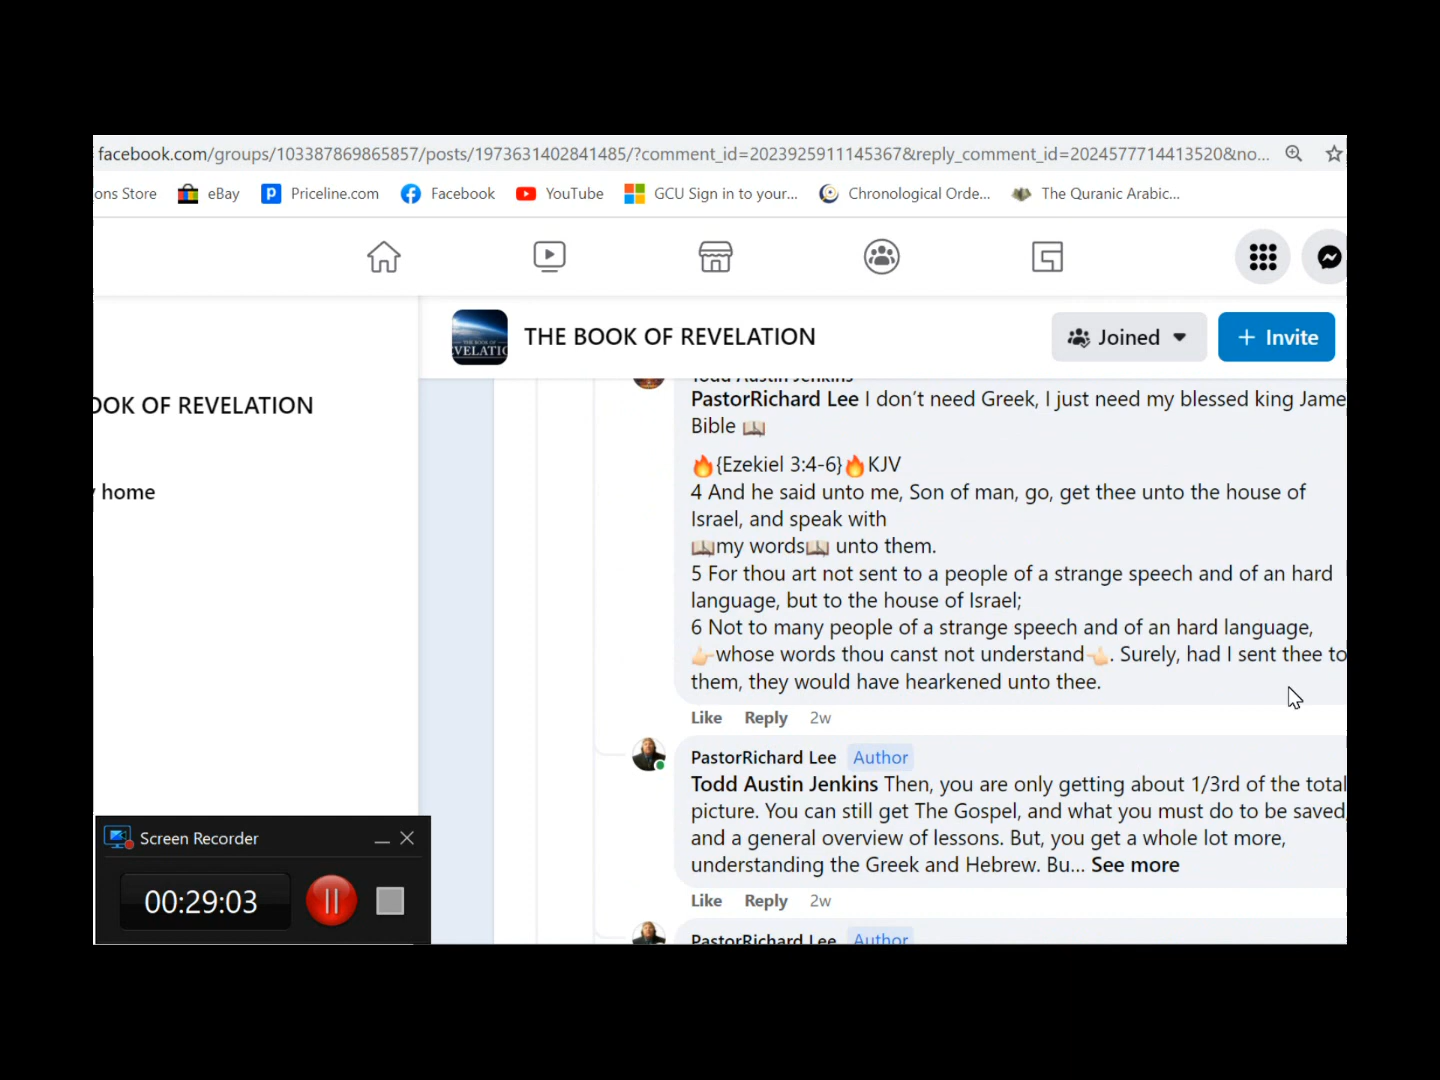 facebook.com/groups/103387869865857/posts/1973631402841485/?comment_id=2023925911145367&reply_comment_id=2024577714413520&no...
ons Store eBay Priceline.com Facebook YouTube GCU Sign in to your... Chronological Orde... The Quranic Arabic...
THE BOOK OF REVELATION Joined + Invite
OOK OF REVELATION
home
Todd Austin Jenkins
PastorRichard Lee I don't need Greek, I just need my blessed king Jame
Bible 📖
🔥{Ezekiel 3:4-6}🔥KJV
4 And he said unto me, Son of man, go, get thee unto the house of
Israel, and speak with
📖my words📖 unto them.
5 For thou art not sent to a people of a strange speech and of an hard
language, but to the house of Israel;
6 Not to many people of a strange speech and of an hard language,
👉whose words thou canst not understand👈. Surely, had I sent thee to
them, they would have hearkened unto thee.
Like Reply 2w
PastorRichard Lee Author
Todd Austin Jenkins Then, you are only getting about 1/3rd of the total
picture. You can still get The Gospel, and what you must do to be saved,
and a general overview of lessons. But, you get a whole lot more,
understanding the Greek and Hebrew. Bu... See more
Like Reply 2w
PastorRichard Lee Author
Screen Recorder
00:29:03